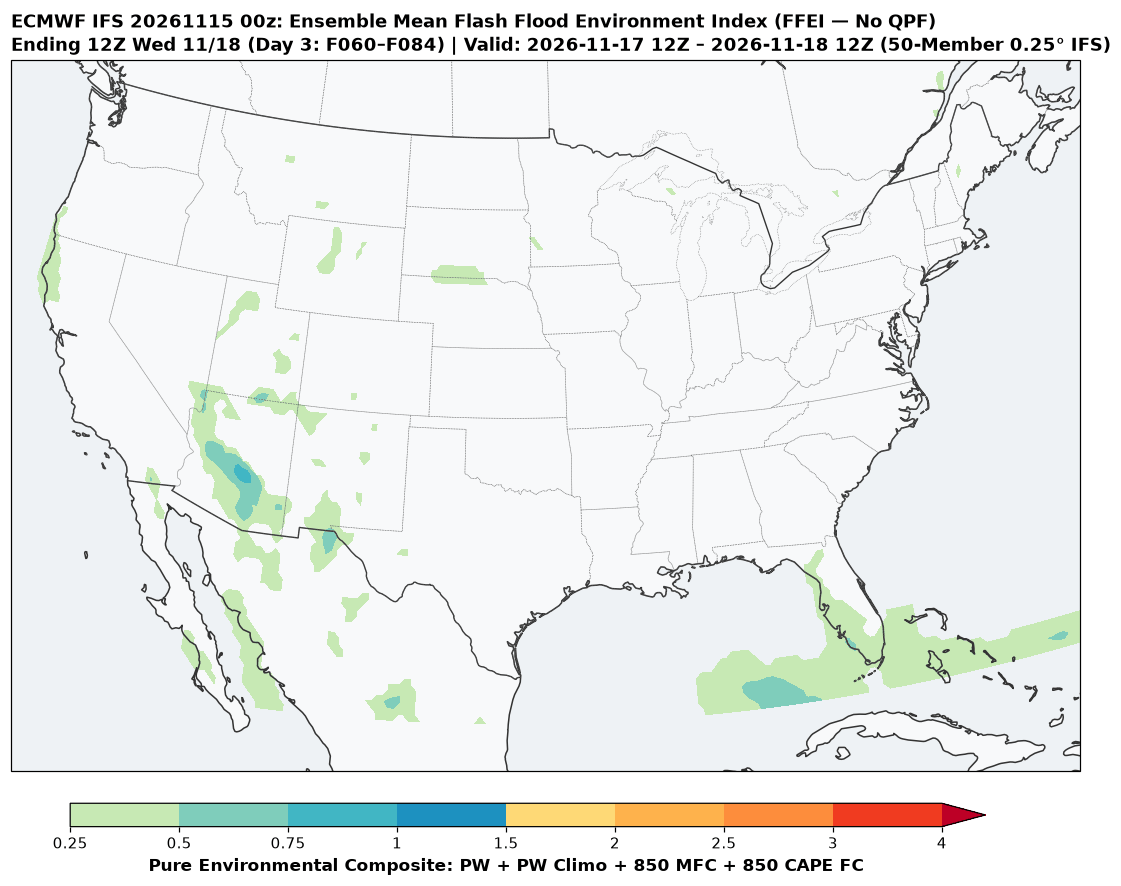 ECMWF IFS 20261115 00z: Ensemble Mean Flash Flood Environment Index (FFEI — No QPF)
Ending 12Z Wed 11/18 (Day 3: F060–F084) | Valid: 2026-11-17 12Z – 2026-11-18 12Z (50-Member 0.25° IFS)
0.25 0.5 0.75 1 1.5 2 2.5 3 4
Pure Environmental Composite: PW + PW Climo + 850 MFC + 850 CAPE FC